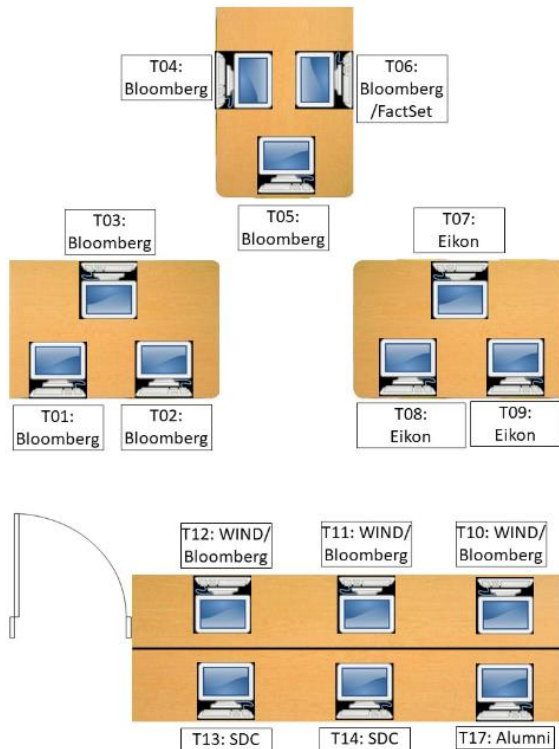 T04:
Bloomberg
T06:
Bloomberg
/FactSet
T05:
Bloomberg
T03:
Bloomberg
T07:
Eikon
T01:
Bloomberg
T02:
Bloomberg
T08:
Eikon
T09:
Eikon
T12: WIND/
Bloomberg
T11: WIND/
Bloomberg
T10: WIND/
Bloomberg
T13: SDC
T14: SDC
T17: Alumni